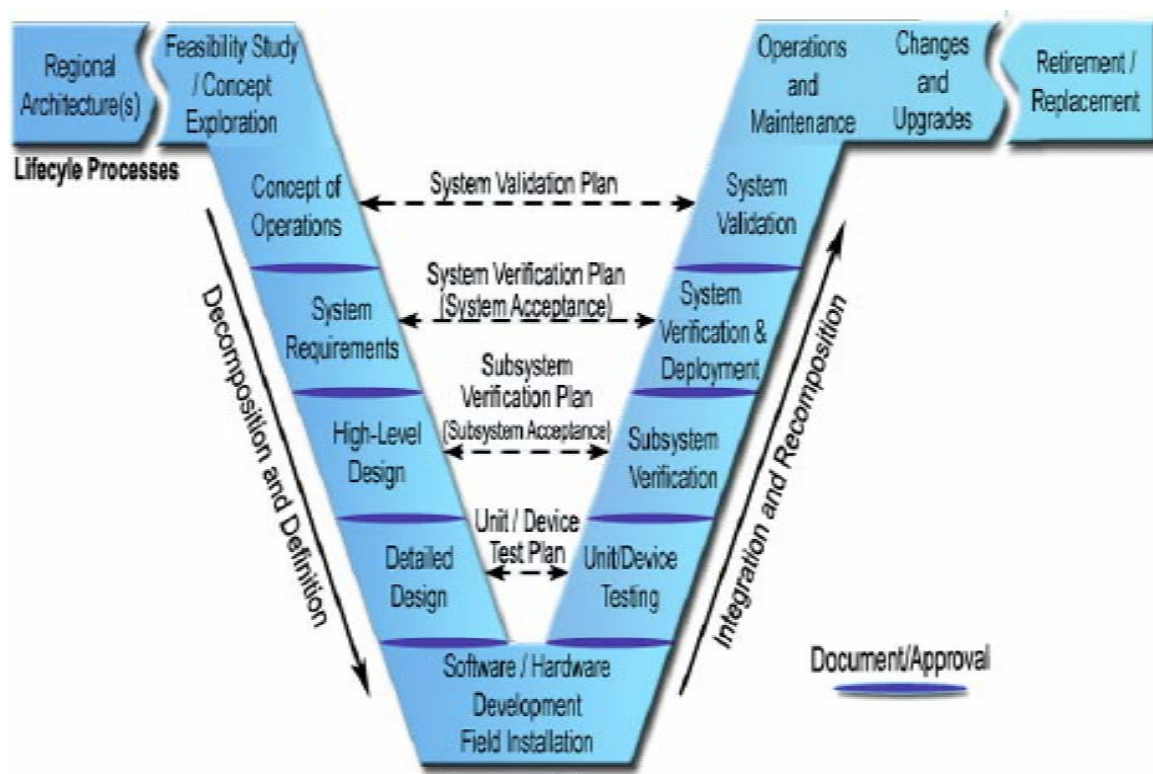 Regional
Architecture(s)
Feasibility Study
/ Concept
Exploration
Operations
and
Maintenance
Changes
and
Upgrades
Retirement /
Replacement
Lifecyle Processes
Concept of
Operations
System Validation Plan
System
Validation
System Verification Plan
(System Acceptance)
System
Requirements
System
Verification &
Deployment
Subsystem
Verification Plan
(Subsystem Acceptance)
High-Level
Design
Subsystem
Verification
Unit / Device
Test Plan
Detailed
Design
Unit/Device
Testing
Software / Hardware
Development
Field Installation
Decomposition and Definition
Integration and Recomposition
Document/Approval